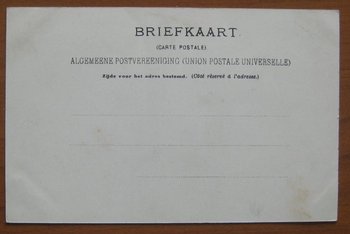 BRIEFKAART
(CARTE POSTALE)
ALGEMEENE POSTVEREENIGING (UNION POSTALE UNIVERSELLE)
Zijde voor het adres bestemd. (Côté réservé à l'adresse.)